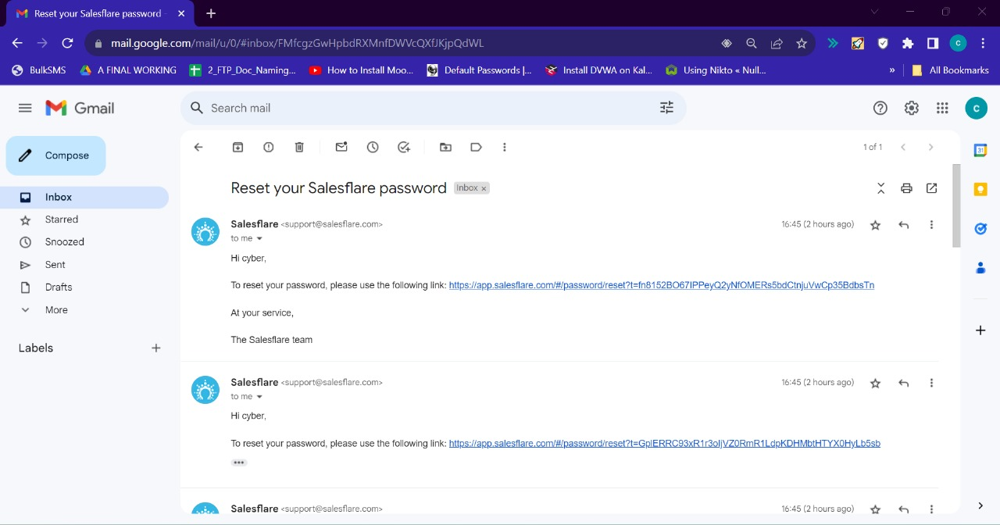 Reset your Salesflare password
mail.google.com/mail/u/0/#inbox/FMfcgzGwHpbdRXMnfDWVcQXfJKjpQdWL
C
BulkSMS
A FINAL WORKING
2_FTP_Doc_Naming...
How to Install Moo...
Default Passwords |...
Install DVWA on Kal...
Using Nikto « Null...
»
All Bookmarks
Gmail
Search mail
C
Compose
1 of 1
31
Inbox
Starred
Snoozed
Sent
Drafts
More
Labels
Reset your Salesflare password
Inbox ×
Salesflare <support@salesflare.com>
16:45 (2 hours ago)
to me
Hi cyber,
To reset your password, please use the following link: https://app.salesflare.com/#/password/reset?t=fn8152BO67IPPeyQ2yNfOMERs5bdCtnjuVwCp35BdbsTn
At your service,
The Salesflare team
Salesflare <support@salesflare.com>
16:45 (2 hours ago)
to me
Hi cyber,
To reset your password, please use the following link: https://app.salesflare.com/#/password/reset?t=GplERRC93xR1r3oIjVZ0RmR1LdpKDHMbtHTYX0HyLb5sb
Salesflare <support@salesflare.com>
16:45 (2 hours ago)